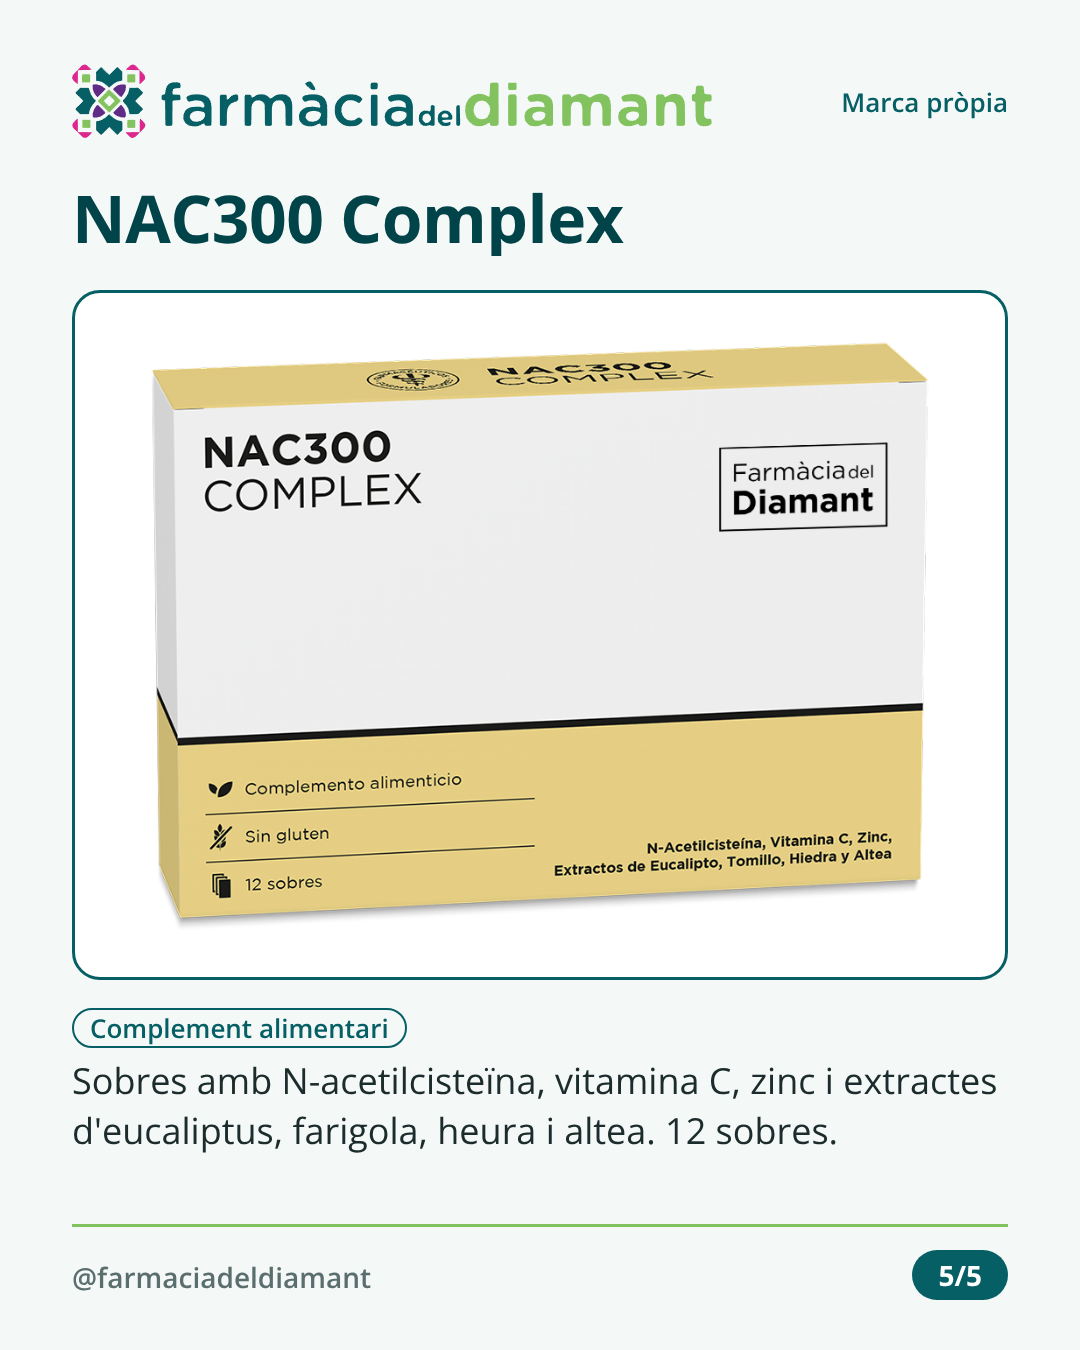 farmàciadeldiamant
Marca pròpia
NAC300 Complex
NAC300
COMPLEX
NAC300
COMPLEX
Farmàcia del
Diamant
Complemento alimenticio
Sin gluten
12 sobres
N-Acetilcisteína, Vitamina C, Zinc,
Extractos de Eucalipto, Tomillo, Hiedra y Altea
Complement alimentari
Sobres amb N-acetilcisteïna, vitamina C, zinc i extractes
d'eucaliptus, farigola, heura i altea. 12 sobres.
@farmaciadeldiamant
5/5